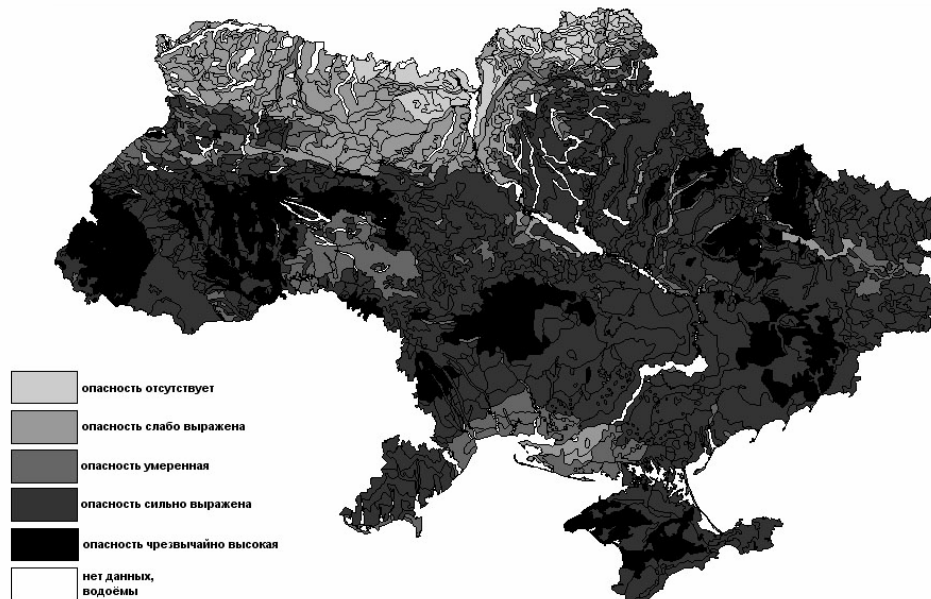 опасность отсутствует
опасность слабо выражена
опасность умеренная
опасность сильно выражена
опасность чрезвычайно высокая
нет данных,
водоёмы